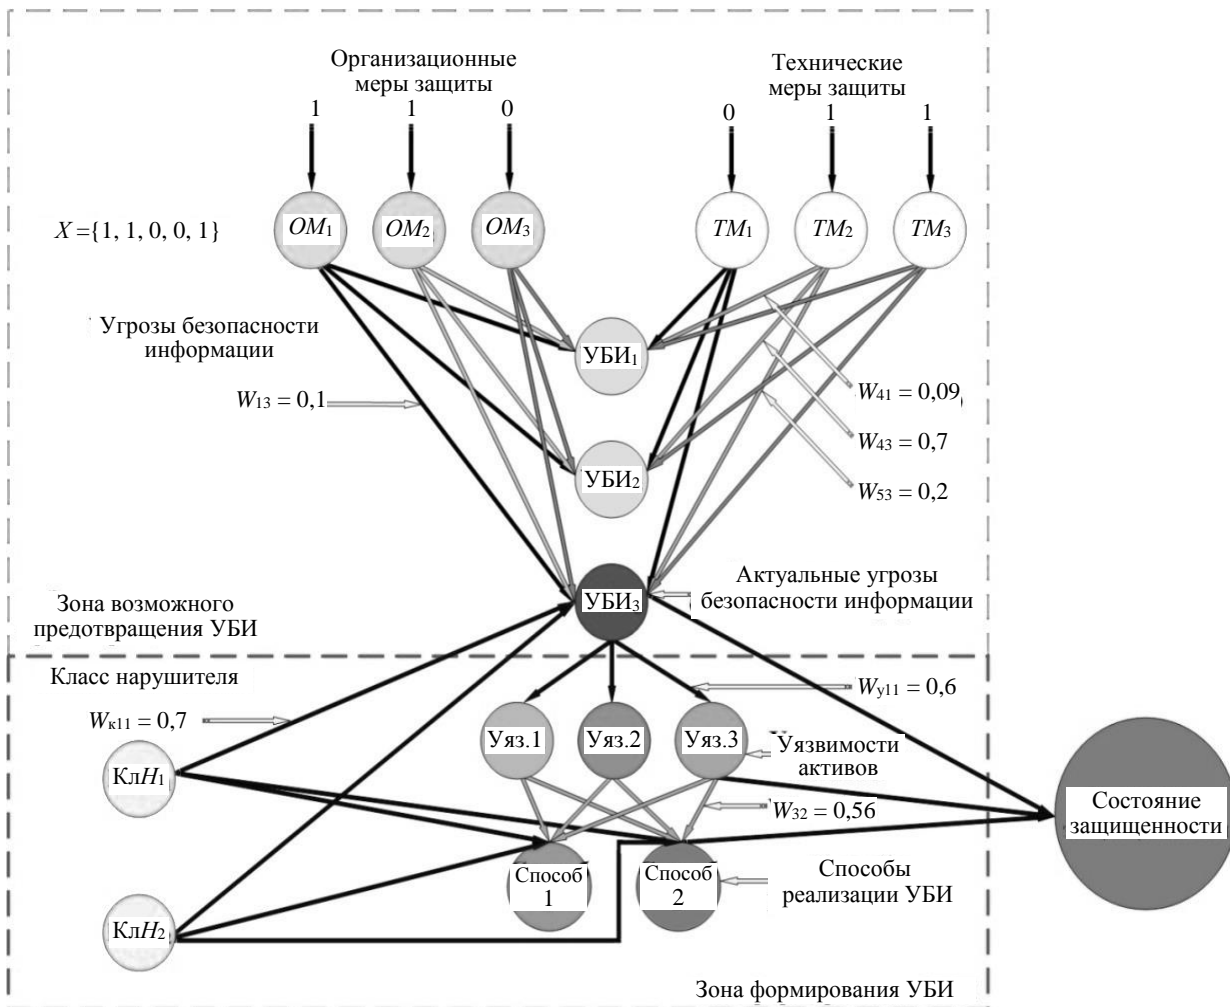 Организационные
меры защиты
Технические
меры защиты
1 1 0 0 1 1
X ={1, 1, 0, 0, 1}
OM1 OM2 OM3 TM1 TM2 TM3
Угрозы безопасности
информации
УБИ1
W13 = 0,1
W41 = 0,09
W43 = 0,7
УБИ2
W53 = 0,2
Актуальные угрозы
безопасности информации
УБИ3
Зона возможного
предотвращения УБИ
Класс нарушителя
Wк11 = 0,7
Wу11 = 0,6
Уяз.1 Уяз.2 Уяз.3
Уязвимости
активов
КлH1
W32 = 0,56
Состояние
защищенности
Способ
1
Способ
2
Способы
реализации УБИ
КлH2
Зона формирования УБИ